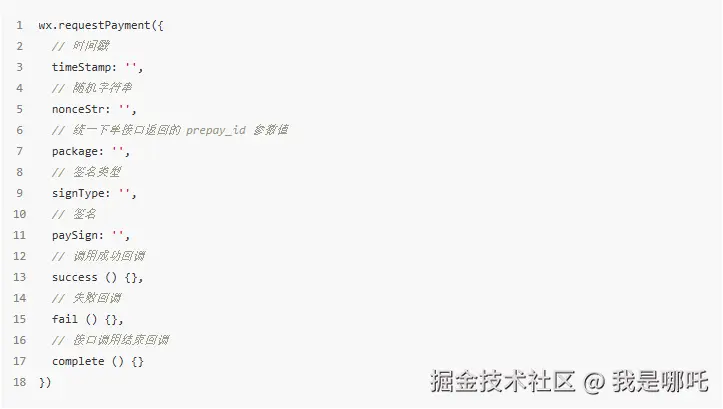 1 wx.requestPayment({
2 // 时间戳
3 timeStamp: '',
4 // 随机字符串
5 nonceStr: '',
6 // 统一下单接口返回的 prepay_id 参数值
7 package: '',
8 // 签名类型
9 signType: '',
10 // 签名
11 paySign: '',
12 // 调用成功回调
13 success () {},
14 // 失败回调
15 fail () {},
16 // 接口调用结束回调
17 complete () {}
18 })
掘金技术社区 @ 我是哪吒